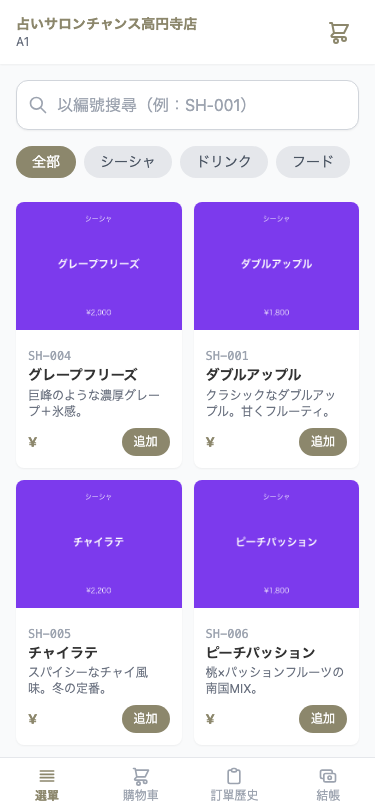 占いサロンチャンス高円寺店
A1
以編號搜尋（例：SH-001）
全部
シーシャ
ドリンク
フード
シーシャ
グレープフリーズ
¥2,000
SH-004
グレープフリーズ
巨峰のような濃厚グレー
プ＋氷感。
¥
追加
シーシャ
ダブルアップル
¥1,800
SH-001
ダブルアップル
クラシックなダブルアッ
プル。甘くフルーティ。
¥
追加
シーシャ
チャイラテ
¥2,200
SH-005
チャイラテ
スパイシーなチャイ風
味。冬の定番。
¥
追加
シーシャ
ピーチパッション
¥1,800
SH-006
ピーチパッション
桃×パッションフルーツの
南国MIX。
¥
追加
選單
購物車
訂單歷史
結帳